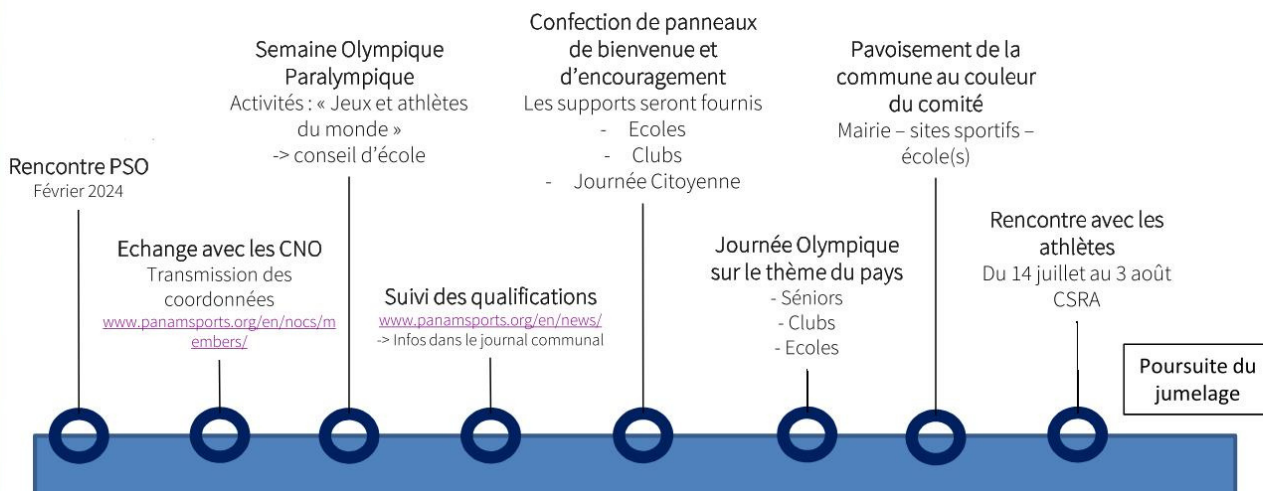 Rencontre PSO
Février 2024
Echange avec les CNO
Transmission des
coordonnées
www.panamsports.org/en/nocs/m
embers/
Semaine Olympique
Paralympique
Activités : « Jeux et athlètes
du monde »
-> conseil d'école
Suivi des qualifications
www.panamsports.org/en/news/
-> Infos dans le journal communal
Confection de panneaux
de bienvenue et
d'encouragement
Les supports seront fournis
- Ecoles
- Clubs
- Journée Citoyenne
Journée Olympique
sur le thème du pays
- Séniors
- Clubs
- Ecoles
Pavoisement de la
commune au couleur
du comité
Mairie – sites sportifs –
école(s)
Rencontre avec les
athlètes
Du 14 juillet au 3 août
CSRA
Poursuite du
jumelage